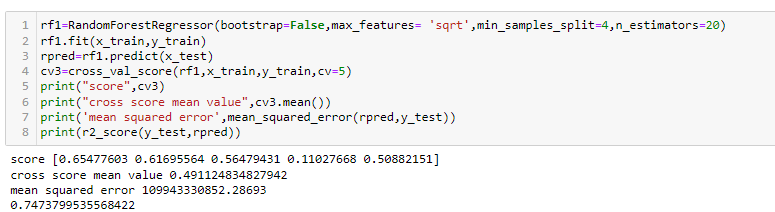 1 rf1=RandomForestRegressor(bootstrap=False,max_features= 'sqrt',min_samples_split=4,n_estimators=20)
2 rf1.fit(x_train,y_train)
3 rpred=rf1.predict(x_test)
4 cv3=cross_val_score(rf1,x_train,y_train,cv=5)
5 print("score",cv3)
6 print("cross score mean value",cv3.mean())
7 print('mean squared error',mean_squared_error(rpred,y_test))
8 print(r2_score(y_test,rpred))
score [0.65477603 0.61695564 0.56479431 0.11027668 0.50882151]
cross score mean value 0.491124834827942
mean squared error 109943330852.28693
0.7473799535568422